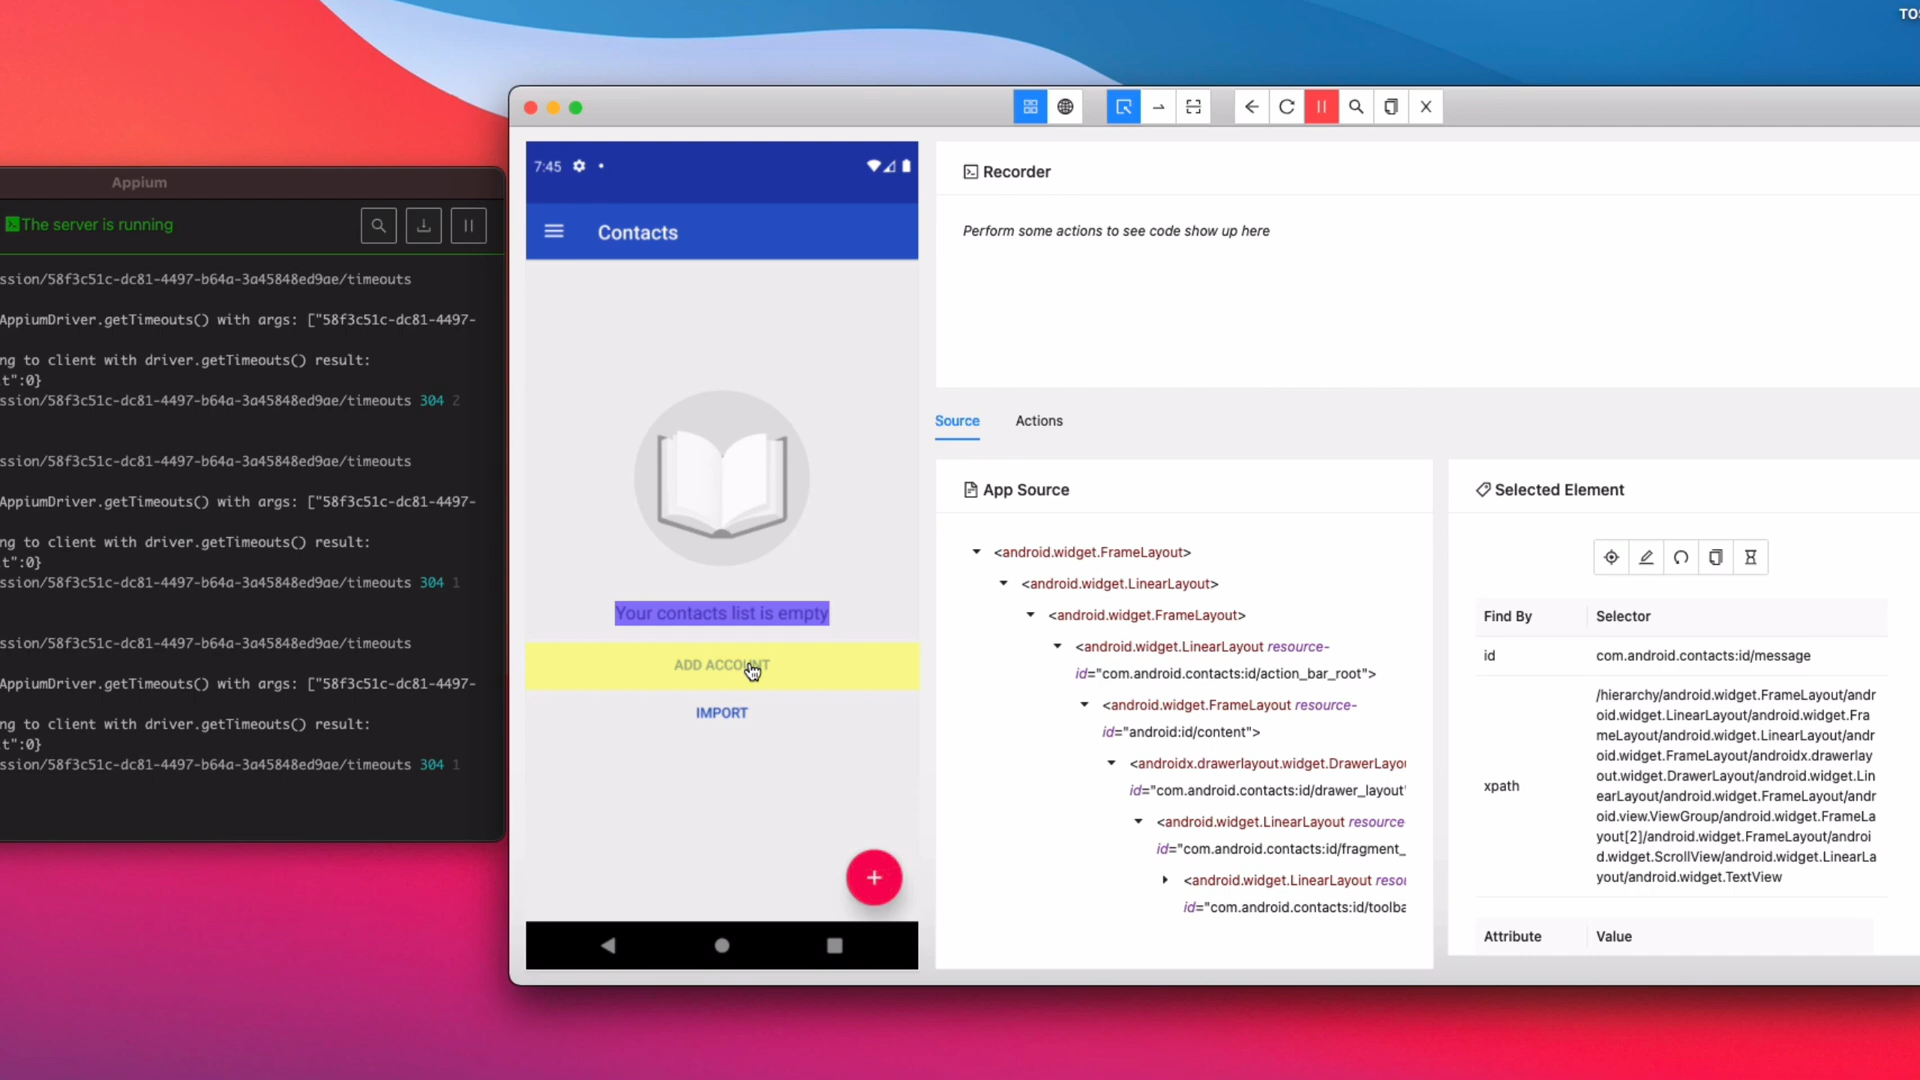 TO
Appium
The server is running
ssion/58f3c51c-dc81-4497-b64a-3a45848ed9ae/timeouts
AppiumDriver.getTimeouts() with args: ["58f3c51c-dc81-4497-
ng to client with driver.getTimeouts() result:
t":0}
ssion/58f3c51c-dc81-4497-b64a-3a45848ed9ae/timeouts 304 2
ssion/58f3c51c-dc81-4497-b64a-3a45848ed9ae/timeouts
AppiumDriver.getTimeouts() with args: ["58f3c51c-dc81-4497-
ng to client with driver.getTimeouts() result:
t":0}
ssion/58f3c51c-dc81-4497-b64a-3a45848ed9ae/timeouts 304 1
ssion/58f3c51c-dc81-4497-b64a-3a45848ed9ae/timeouts
AppiumDriver.getTimeouts() with args: ["58f3c51c-dc81-4497-
ng to client with driver.getTimeouts() result:
t":0}
ssion/58f3c51c-dc81-4497-b64a-3a45848ed9ae/timeouts 304 1
7:45
Contacts
Your contacts list is empty
ADD ACCOUNT
IMPORT
Recorder
Perform some actions to see code show up here
Source
Actions
App Source
<android.widget.FrameLayout>
<android.widget.LinearLayout>
<android.widget.FrameLayout>
<android.widget.LinearLayout resource-
id="com.android.contacts:id/action_bar_root">
<android.widget.FrameLayout resource-
id="android:id/content">
<androidx.drawerlayout.widget.DrawerLayou
id="com.android.contacts:id/drawer_layout"
<android.widget.LinearLayout resource
id="com.android.contacts:id/fragment_
<android.widget.LinearLayout resou
id="com.android.contacts:id/toolba
Selected Element
Find By Selector
id com.android.contacts:id/message
xpath
/hierarchy/android.widget.FrameLayout/andr
oid.widget.LinearLayout/android.widget.Fra
meLayout/android.widget.LinearLayout/andr
oid.widget.FrameLayout/androidx.drawerlay
out.widget.DrawerLayout/android.widget.Lin
earLayout/android.widget.FrameLayout/andr
oid.view.ViewGroup/android.widget.FrameLa
yout[2]/android.widget.FrameLayout/androi
d.widget.ScrollView/android.widget.LinearLa
yout/android.widget.TextView
Attribute Value